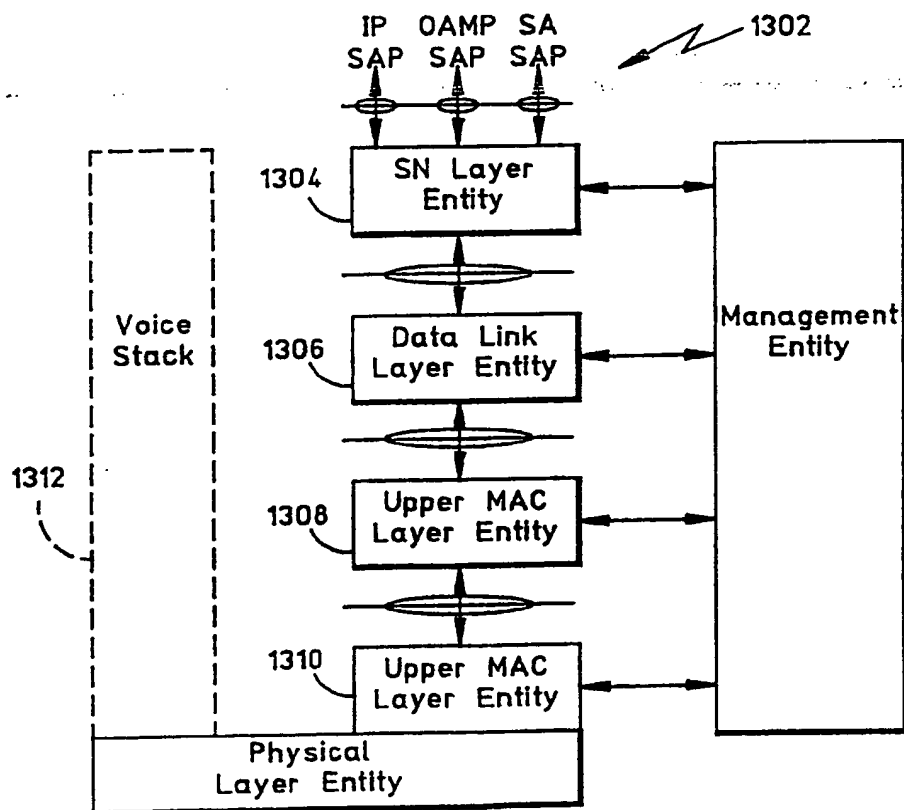 IP OAMP SA
SAP SAP SAP
1302
1304
SN Layer
Entity
Voice
Stack
1306
Data Link
Layer Entity
Management
Entity
1312
1308
Upper MAC
Layer Entity
1310
Upper MAC
Layer Entity
Physical
Layer Entity